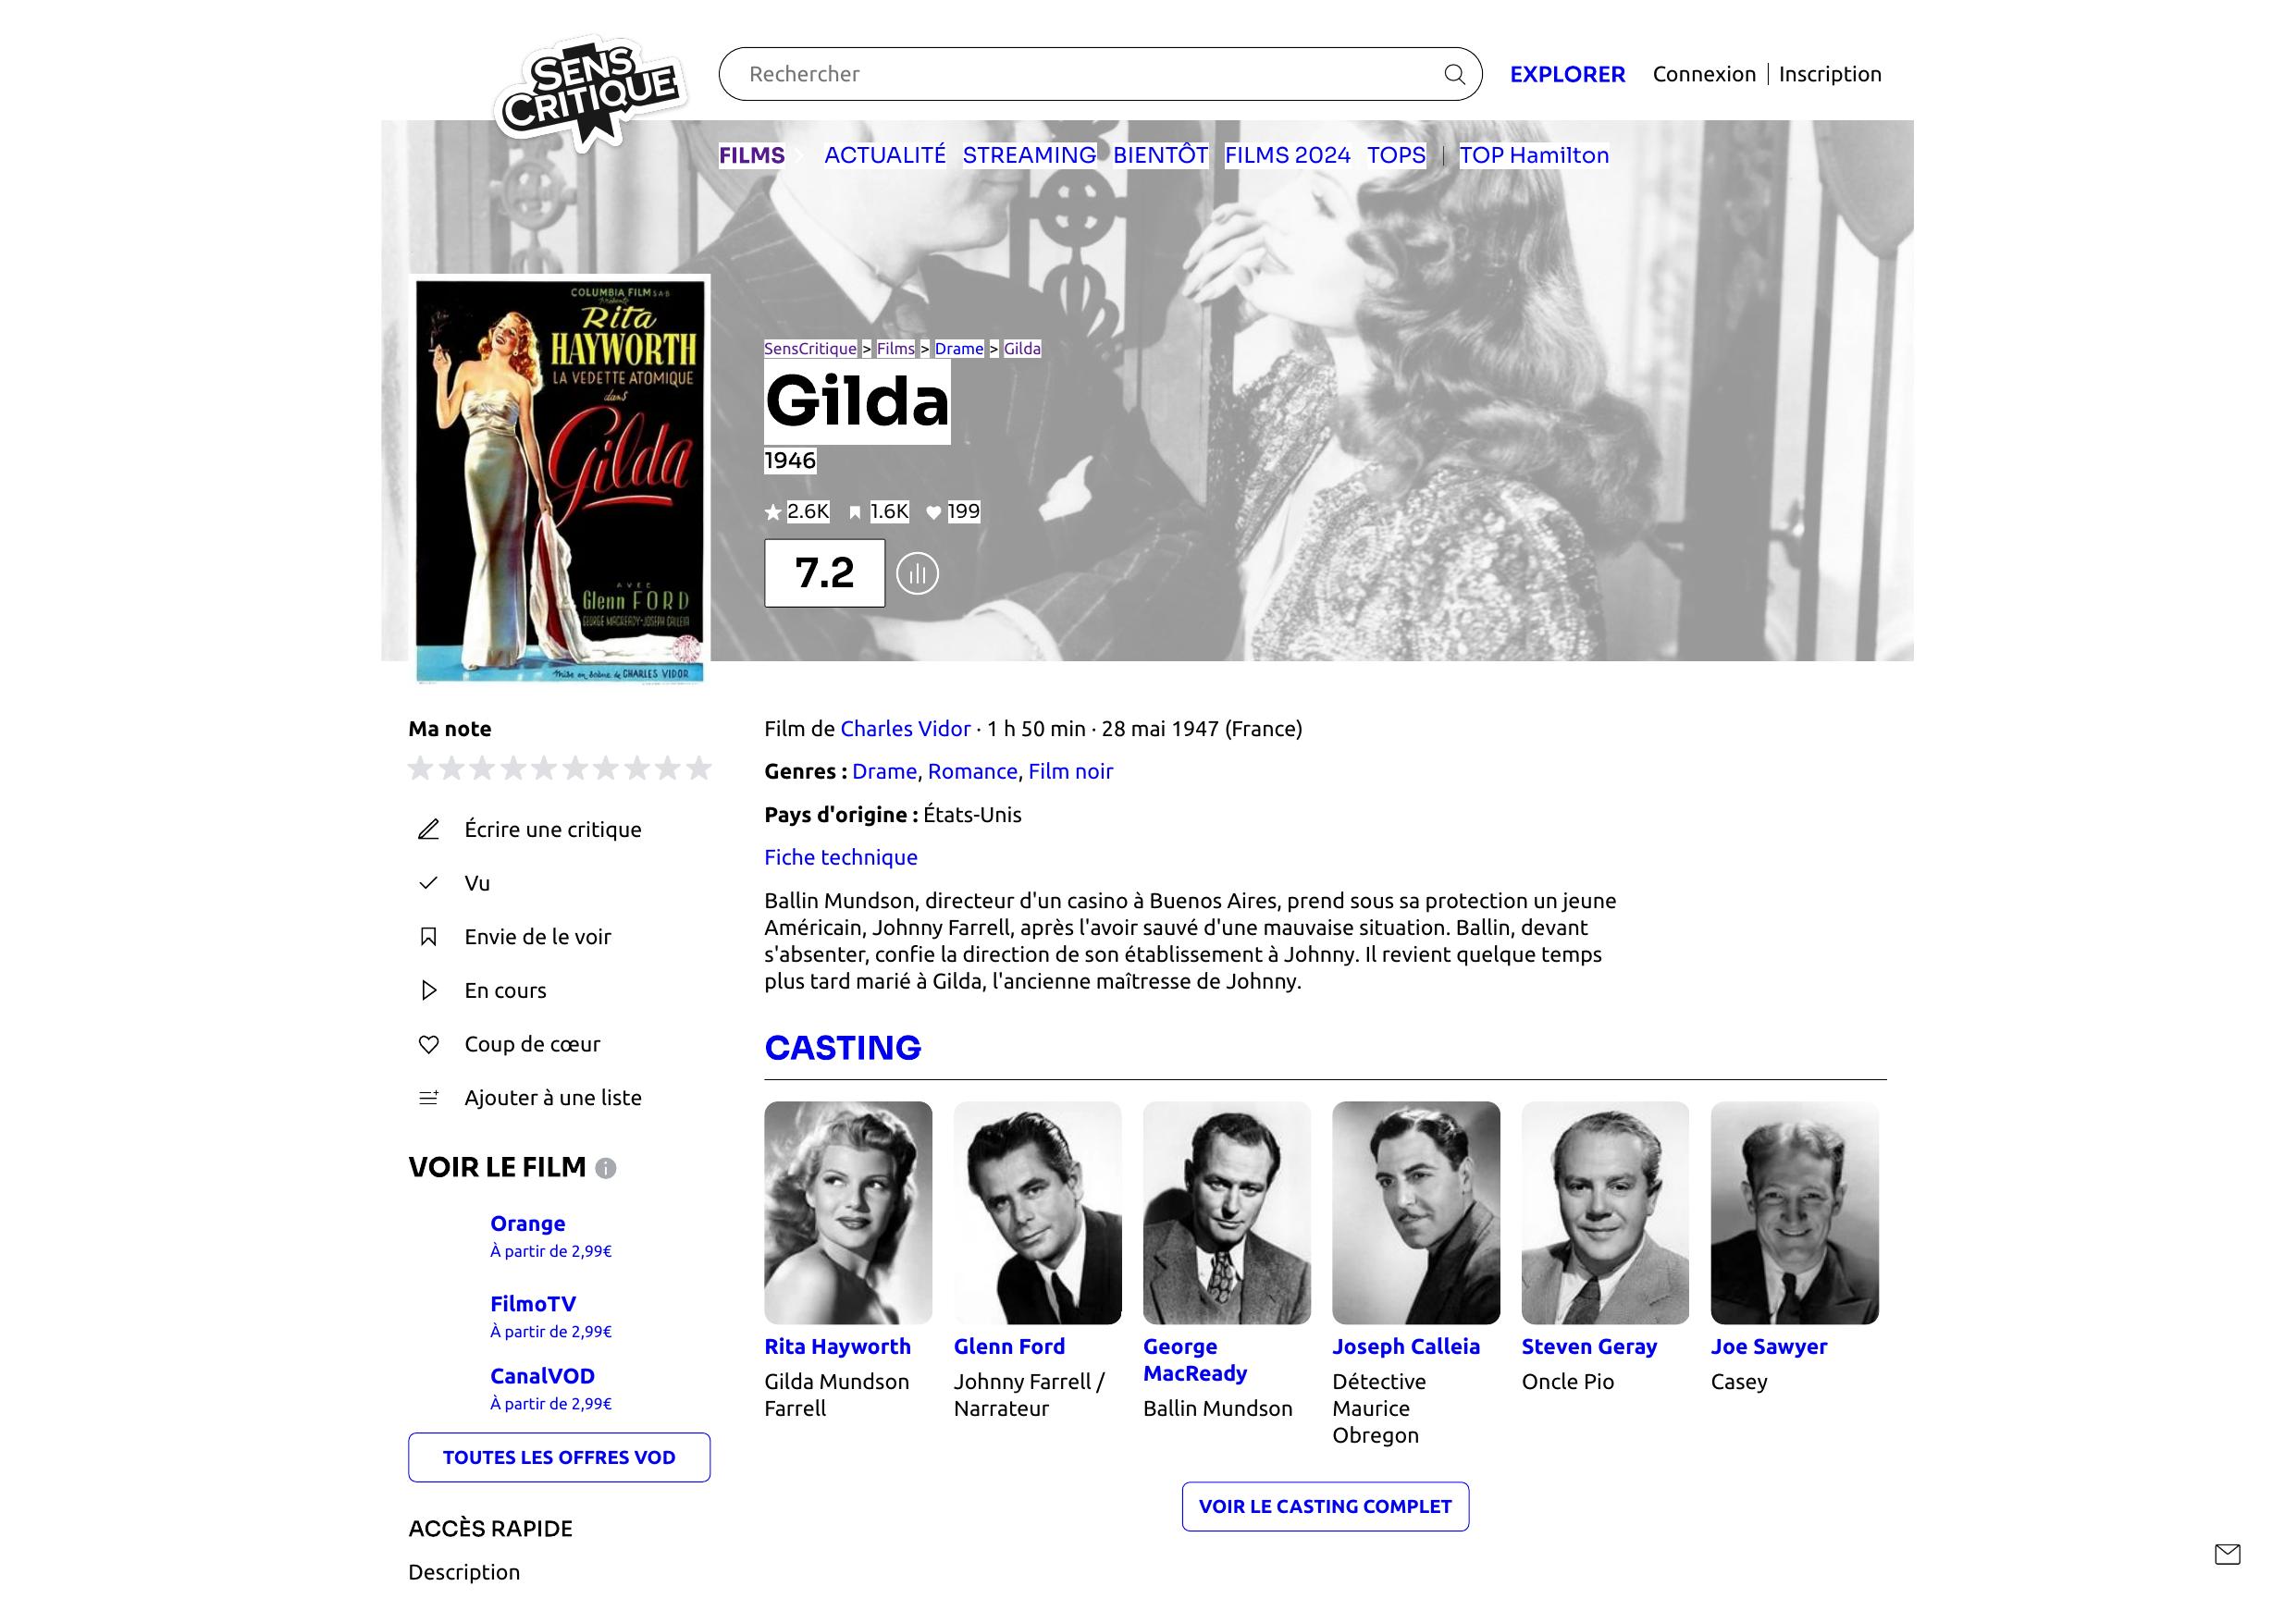 SENS
CRITIQUE
Rechercher
EXPLORER
Connexion | Inscription
FILMS ACTUALITÉ STREAMING BIENTÔT FILMS 2024 TOPS | TOP Hamilton
COLUMBIA FILM S.A.B
Rita
HAYWORTH
LA VEDETTE ATOMIQUE
dans
Gilda
AVEC
Glenn FORD
GEORGE MACREADY-JOSEPH CALLEIA
Mise en scène de CHARLES VIDOR
SensCritique > Films > Drame > Gilda
Gilda
1946
2.6K 1.6K 199
7.2
Ma note
Écrire une critique
Vu
Envie de le voir
En cours
Coup de cœur
Ajouter à une liste
VOIR LE FILM
Orange
À partir de 2,99€
FilmoTV
À partir de 2,99€
CanalVOD
À partir de 2,99€
TOUTES LES OFFRES VOD
ACCÈS RAPIDE
Description
Film de Charles Vidor · 1 h 50 min · 28 mai 1947 (France)
Genres : Drame, Romance, Film noir
Pays d'origine : États-Unis
Fiche technique
Ballin Mundson, directeur d'un casino à Buenos Aires, prend sous sa protection un jeune
Américain, Johnny Farrell, après l'avoir sauvé d'une mauvaise situation. Ballin, devant
s'absenter, confie la direction de son établissement à Johnny. Il revient quelque temps
plus tard marié à Gilda, l'ancienne maîtresse de Johnny.
CASTING
Rita Hayworth
Gilda Mundson
Farrell
Glenn Ford
Johnny Farrell /
Narrateur
George
MacReady
Ballin Mundson
Joseph Calleia
Détective
Maurice
Obregon
Steven Geray
Oncle Pio
Joe Sawyer
Casey
VOIR LE CASTING COMPLET